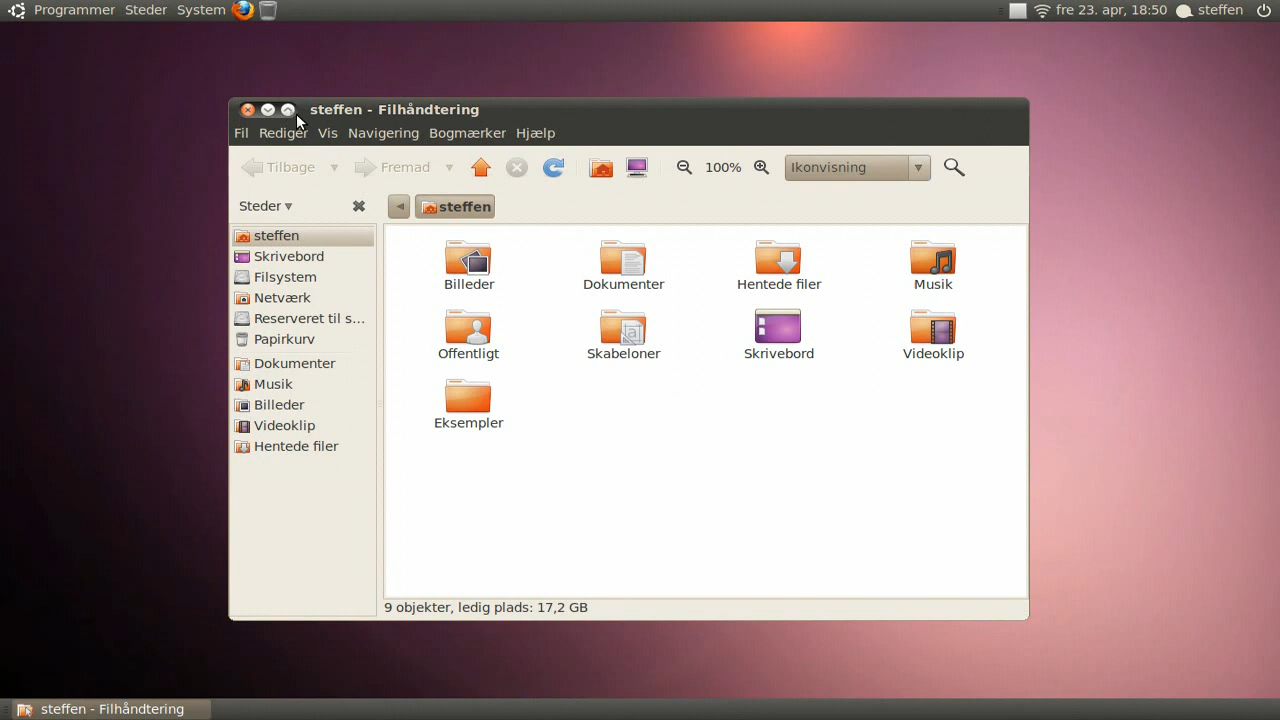 Programmer Steder System fre 23. apr, 18:50 steffen
steffen - Filhåndtering
Fil Rediger Vis Navigering Bogmærker Hjælp
Tilbage Fremad 100% Ikonvisning
Steder steffen
steffen
Skrivebord
Filsystem
Netværk
Reserveret til s...
Papirkurv
Dokumenter
Musik
Billeder
Videoklip
Hentede filer
Billeder Dokumenter Hentede filer Musik
Offentligt Skabeloner Skrivebord Videoklip
Eksempler
9 objekter, ledig plads: 17,2 GB
steffen - Filhåndtering